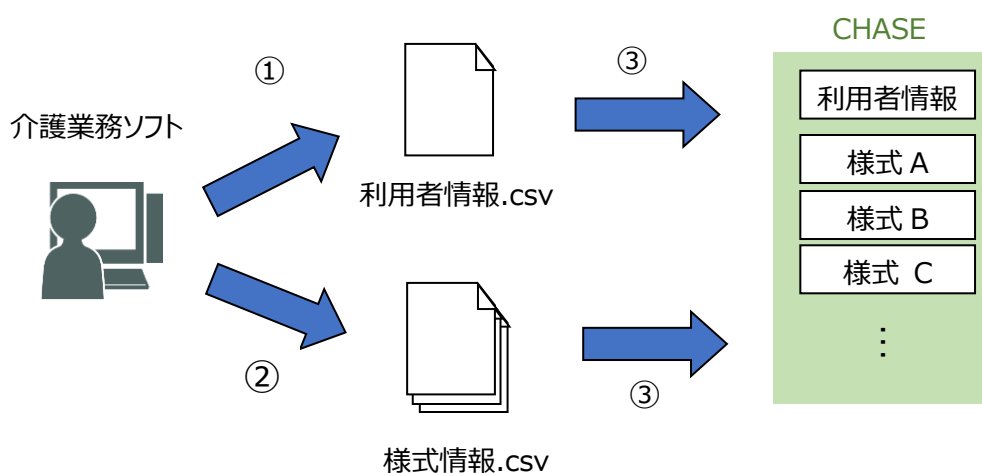 CHASE
①
③
介護業務ソフト
利用者情報
様式 A
利用者情報.csv
様式 B
様式 C
⋮
②
③
様式情報.csv